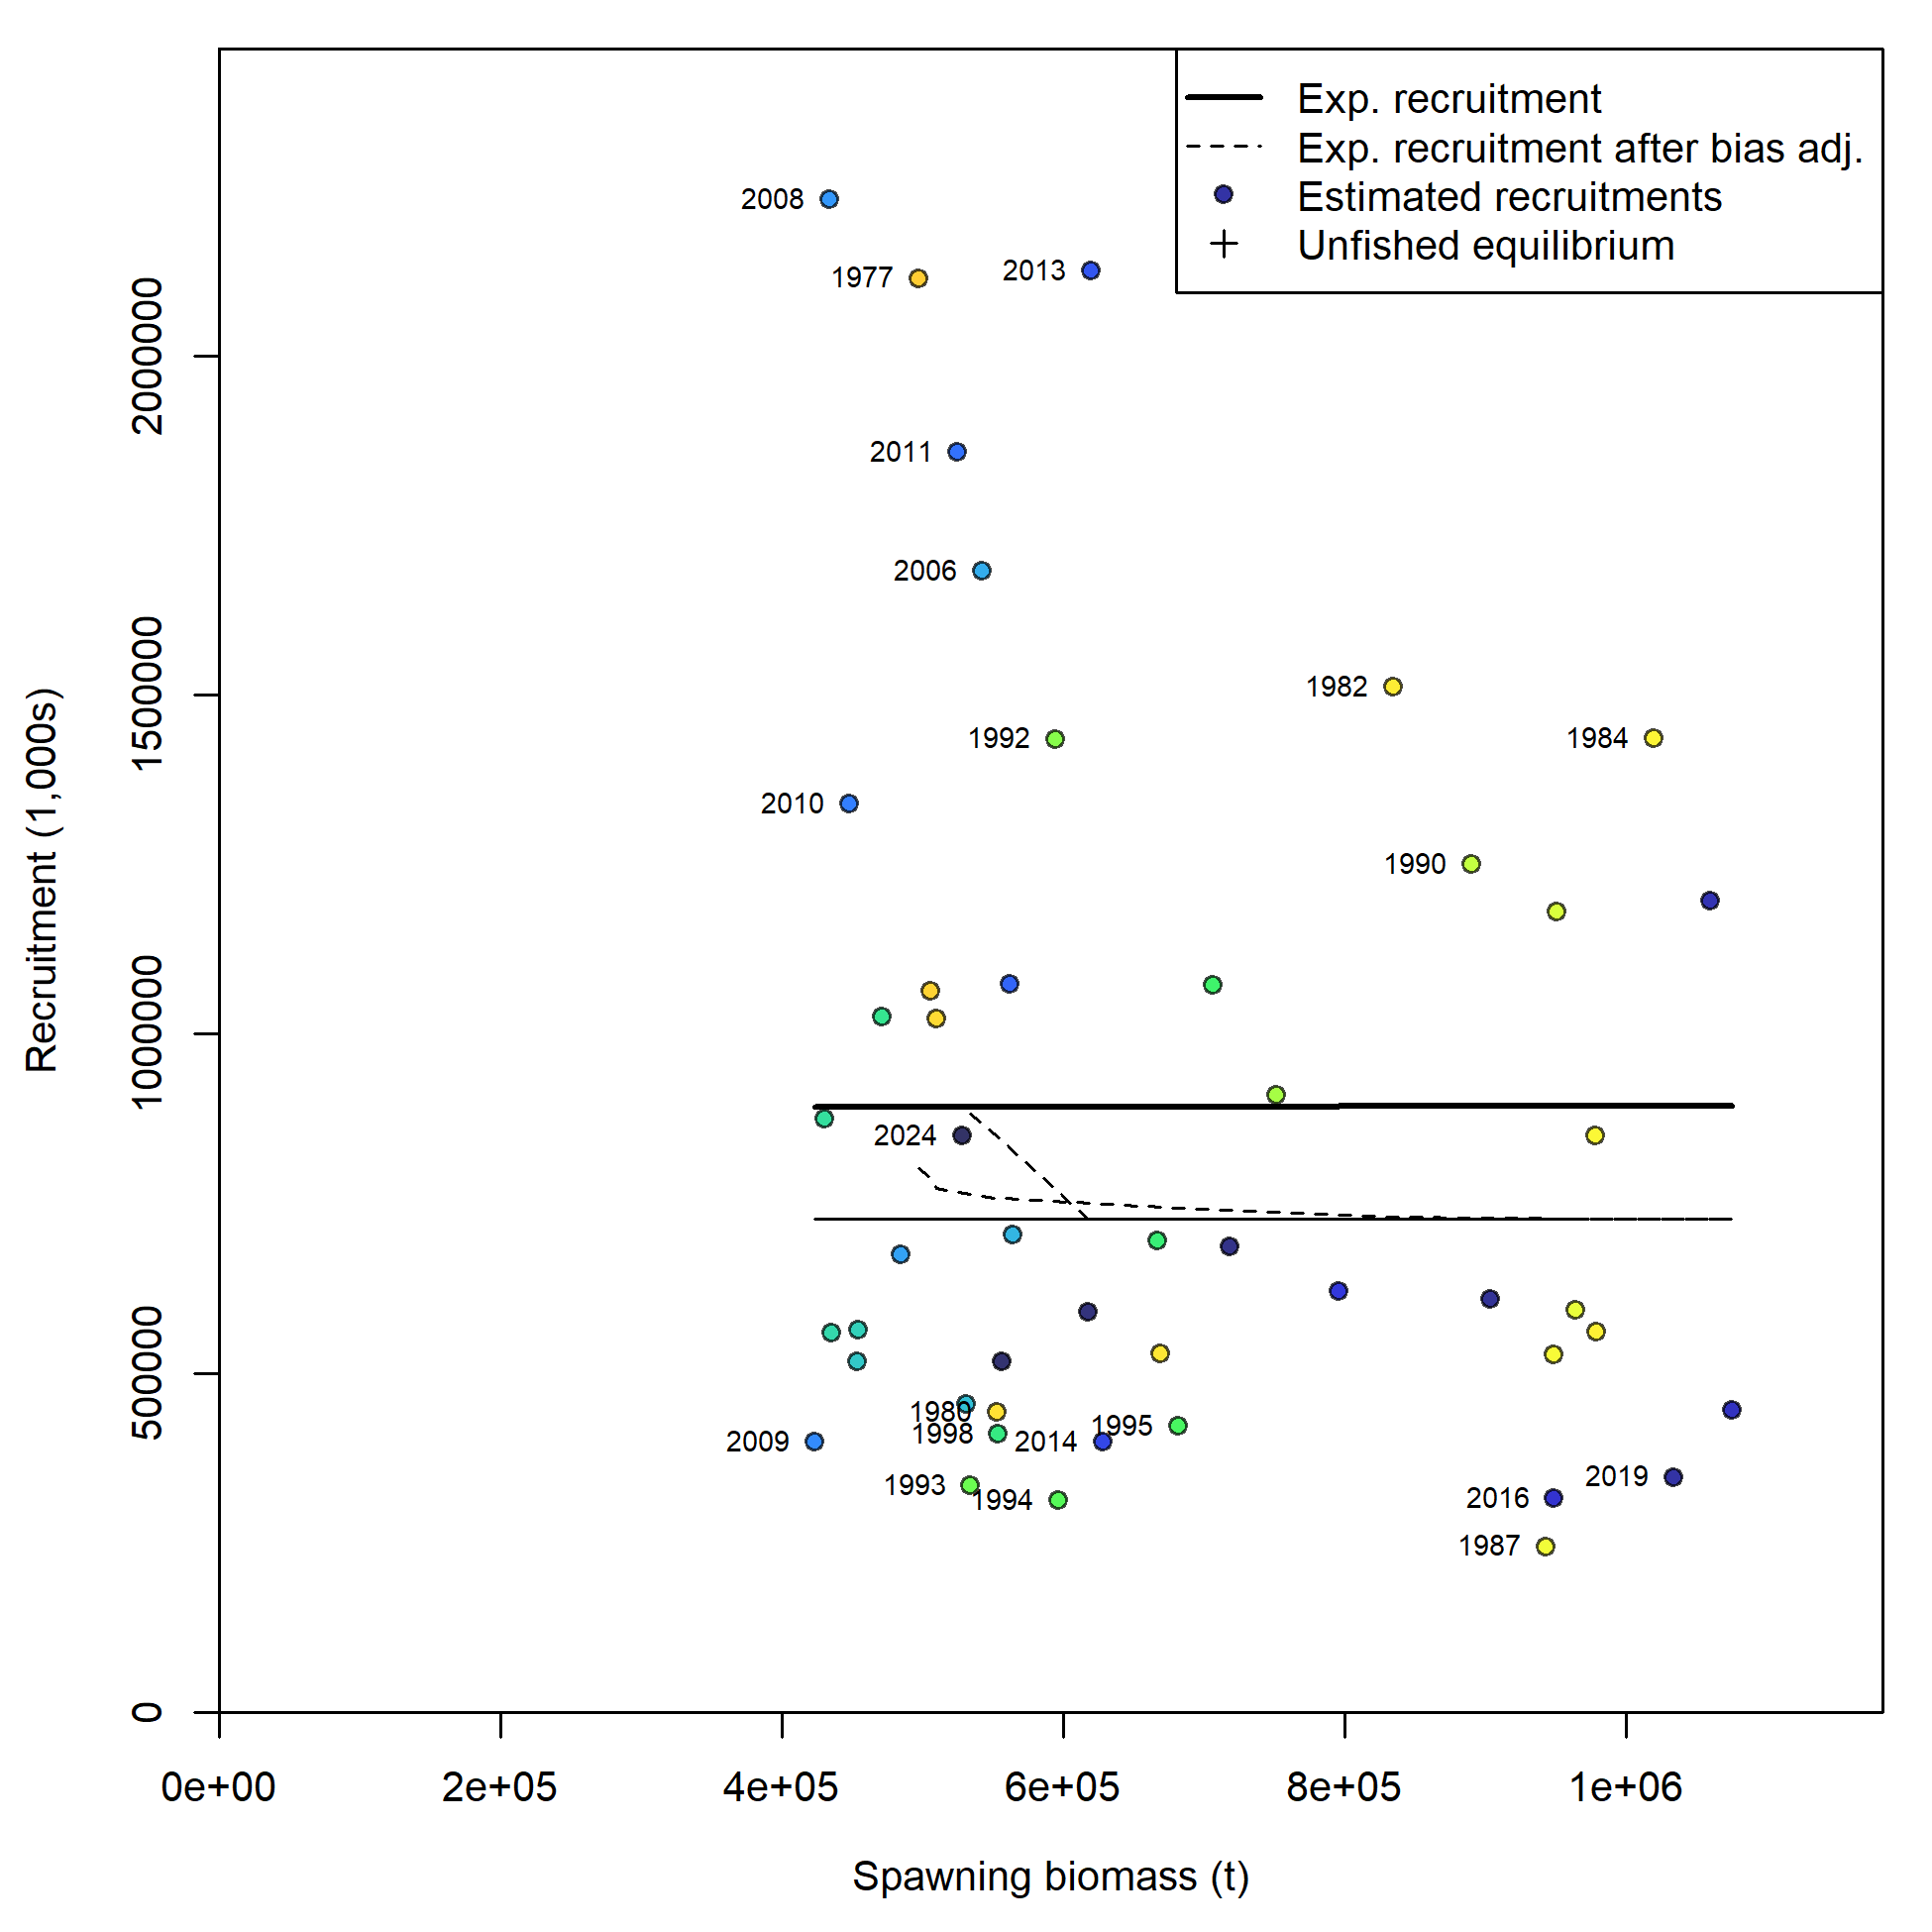 Exp. recruitment
Exp. recruitment after bias adj.
Estimated recruitments
Unfished equilibrium
2008
1977
2013
2011
2006
1982
1992
1984
2010
1990
2024
1980
1995
1998
2009
2014
1993
1994
2019
2016
1987
Recruitment (1,000s)
2000000
1500000
1000000
500000
0
0e+00
2e+05
4e+05
6e+05
8e+05
1e+06
Spawning biomass (t)